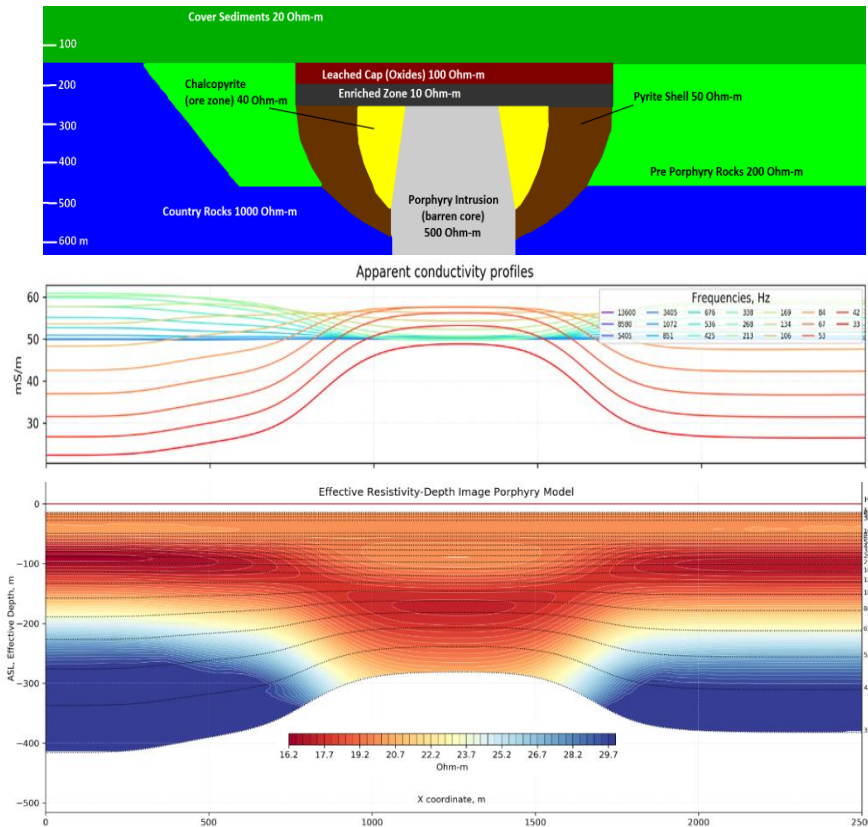 Cover Sediments 20 Ohm-m
100
Leached Cap (Oxides) 100 Ohm-m
200
Chalcopyrite
(ore zone) 40 Ohm-m
Enriched Zone 10 Ohm-m
Pyrite Shell 50 Ohm-m
300
400
Pre Porphyry Rocks 200 Ohm-m
Porphyry Intrusion
(barren core)
500 Ohm-m
500
Country Rocks 1000 Ohm-m
600 m
Apparent conductivity profiles
Frequencies, Hz
13600 3405 676 338 169 84 42
8580 1072 536 268 134 67 33
5405 851 425 213 106 53
60
50
40
30
mS/m
Effective Resistivity-Depth Image Porphyry Model
0
−100
−200
−300
−400
−500
ASL, Effective Depth, m
16.2 17.7 19.2 20.7 22.2 23.7 25.2 26.7 28.2 29.7
Ohm-m
X coordinate, m
0 500 1000 1500 2000 250